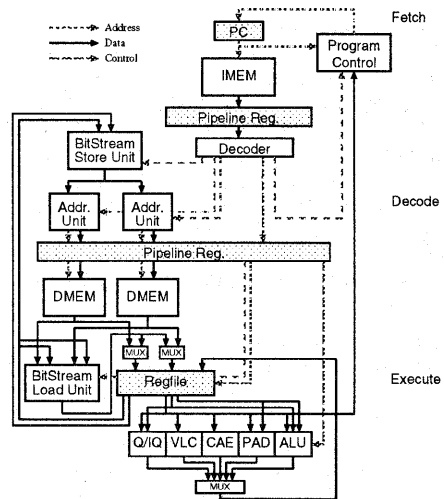 Address
Data
Control
Fetch
PC
Program
Control
IMEM
Pipeline Reg.
BitStream
Store Unit
Decoder
Addr.
Unit
Addr.
Unit
Decode
Pipeline Reg.
DMEM
DMEM
MUX
MUX
BitStream
Load Unit
Regfile
Execute
Q/IQ
VLC
CAE
PAD
ALU
MUX